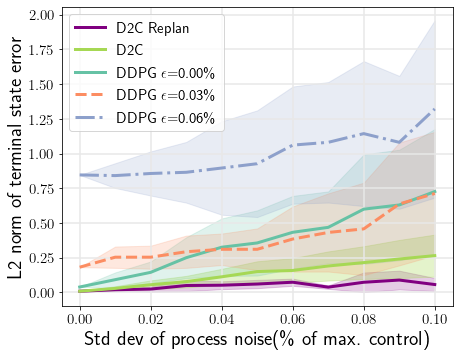 D2C Replan
D2C
DDPG ϵ=0.00%
DDPG ϵ=0.03%
DDPG ϵ=0.06%
L2 norm of terminal state error
2.00
1.75
1.50
1.25
1.00
0.75
0.50
0.25
0.00
0.00 0.02 0.04 0.06 0.08 0.10
Std dev of process noise(% of max. control)